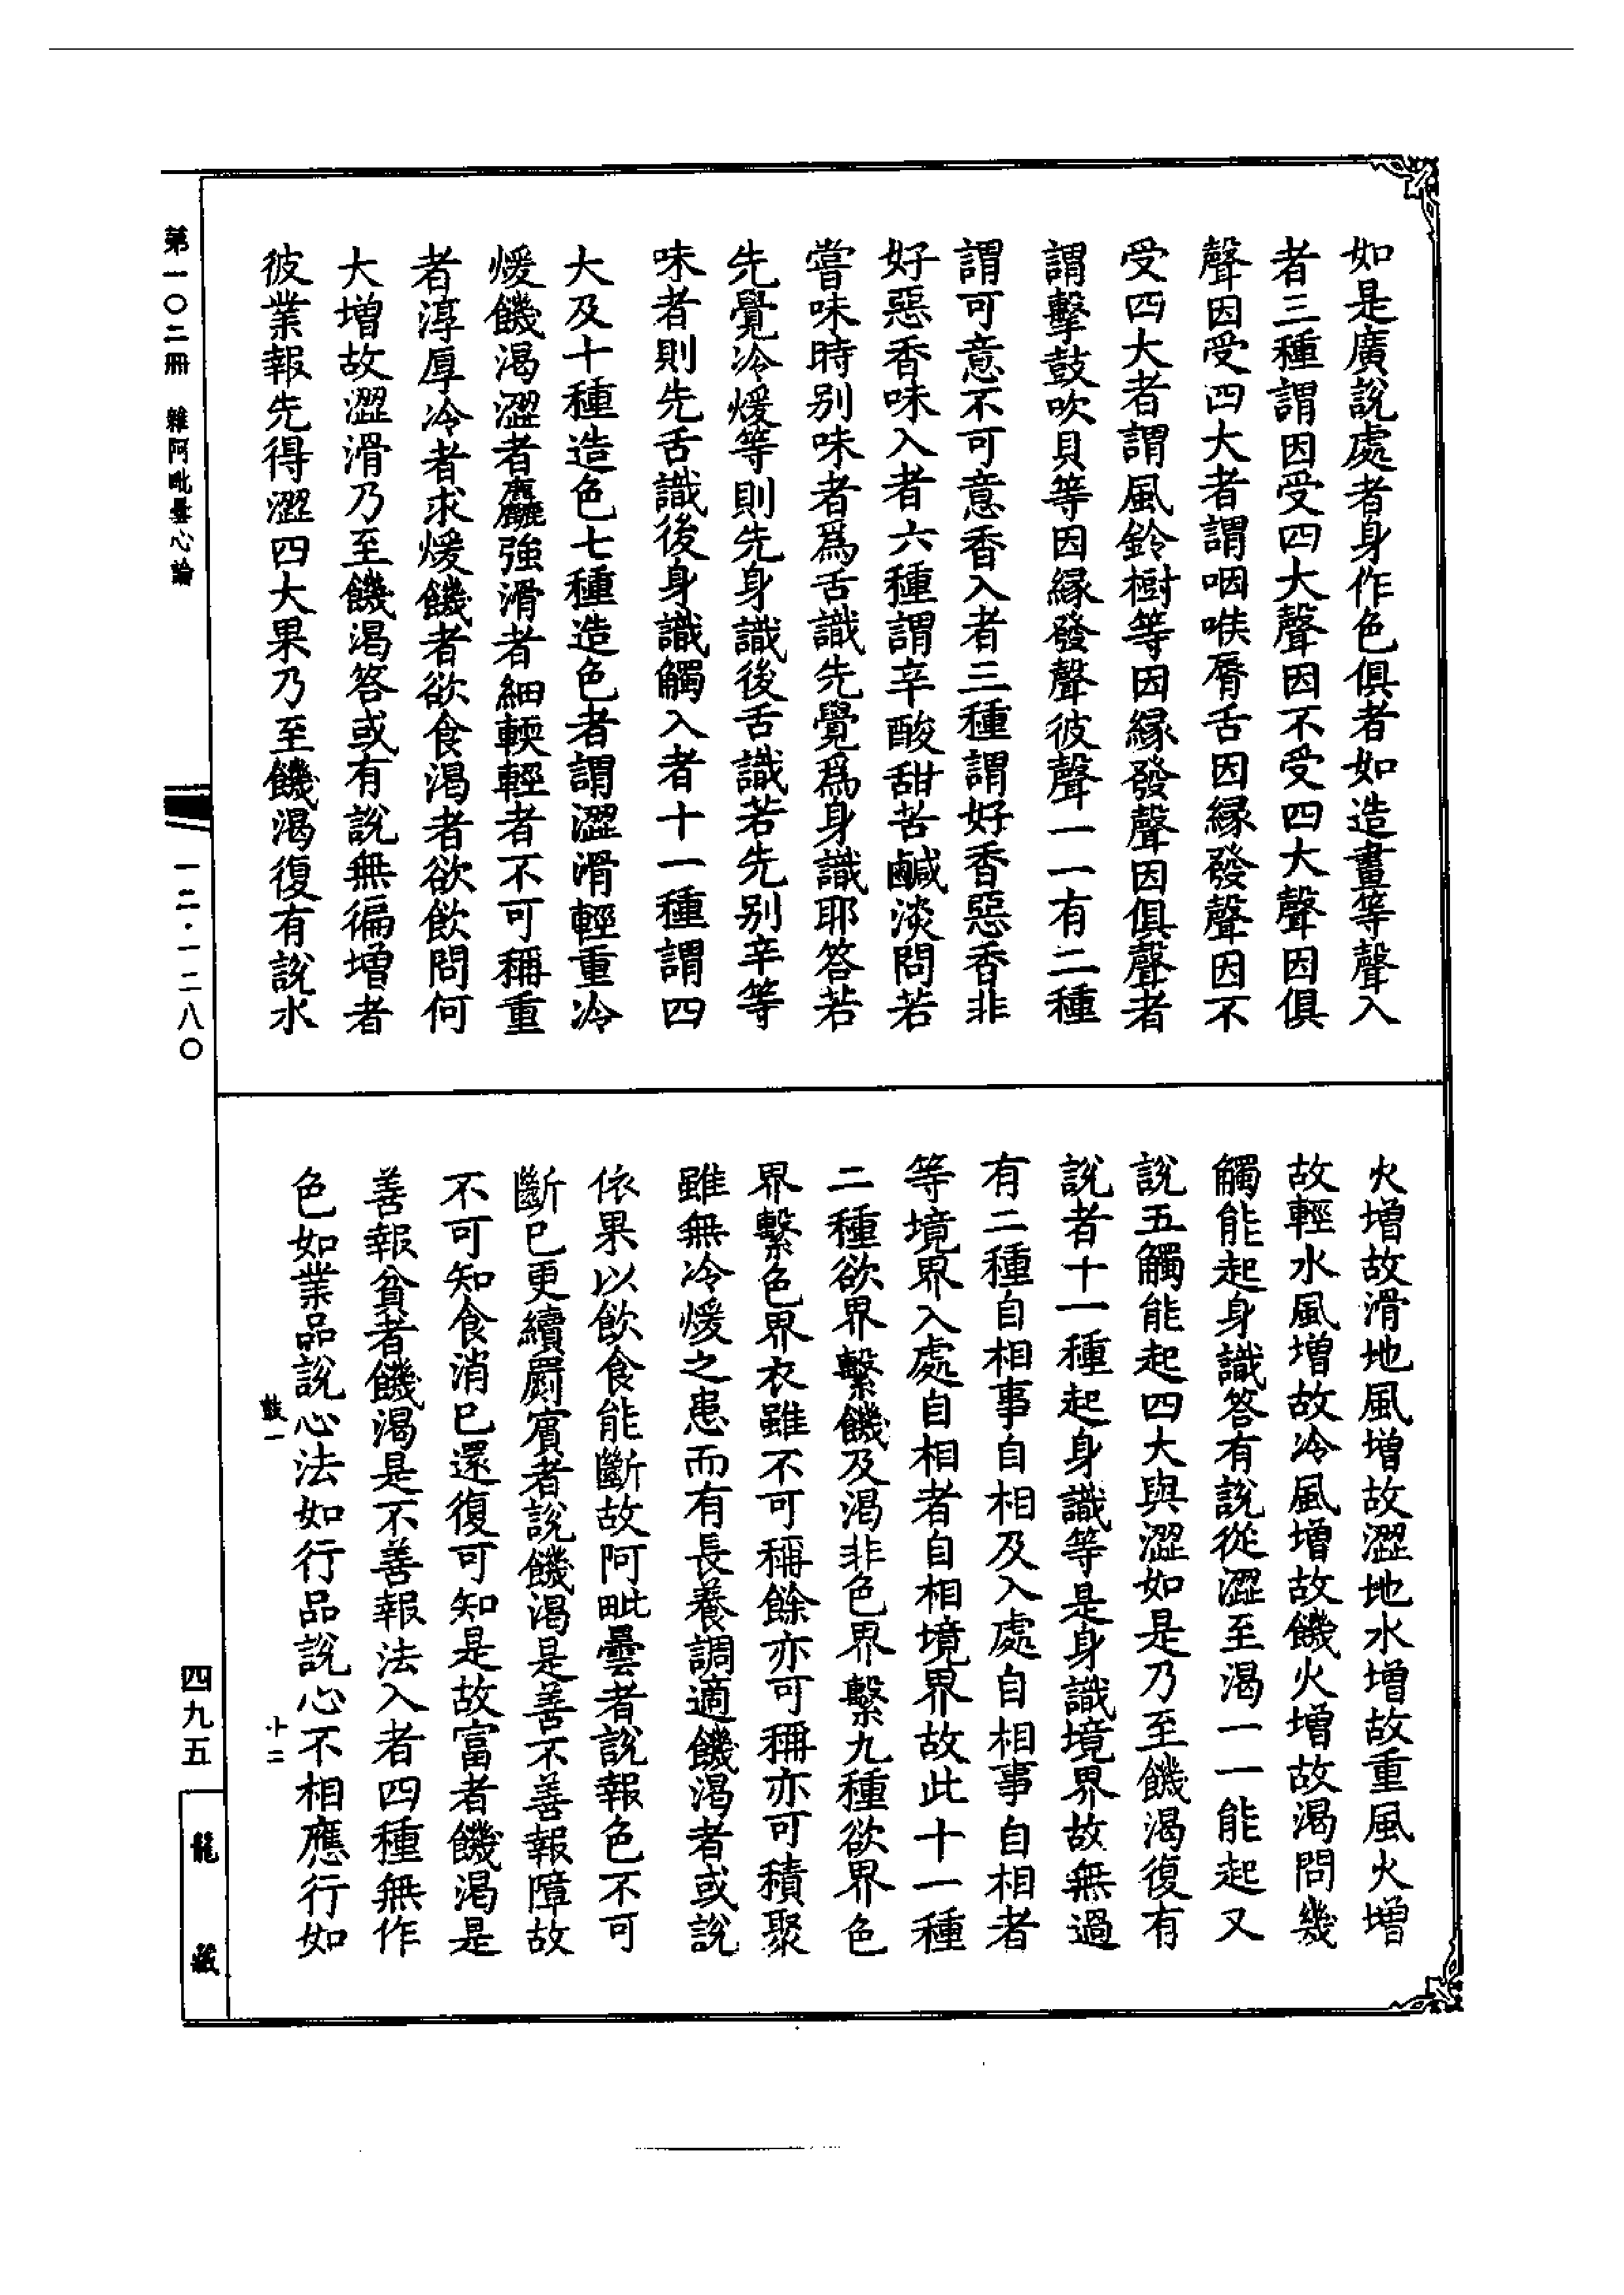 如是廣說處者身作色俱者如造畫等聲入
者三種謂因受四大聲因不受四大聲因俱
聲因受四大者謂咽喉脣舌因緣發聲因不
受四大者謂風鈴樹等因緣發聲因俱聲者
謂擊鼓吹貝等因緣發聲彼聲一一有二種
謂可意不可意香入者三種謂好香惡香非
好惡香味入者六種謂辛酸甜苦鹹淡問若
嘗味時別味者爲舌識先覺爲身識耶答若
先覺冷煖等則先身識後舌識若先別辛等
味者則先舌識後身識觸入者十一種謂四
大及十種造色七種造色者謂澀滑輕重冷
煖饑渴澀者麤強滑者細輭輕者不可稱重
者淳厚冷者求煖饑者欲食渴者欲飲問何
大增故澀滑乃至饑渴答或有說無徧增者
彼業報先得澀四大果乃至饑渴復有說水
火增故滑地風增故澀地水增故重風火增
故輕水風增故冷風增故饑火增故渴問幾
觸能起身識答有說從澀至渴一一能起又
說五觸能起四大與澀如是乃至饑渴復有
說者十一種起身識等是身識境界故無過
有二種自相事自相及入處自相事自相者
等境界入處自相者自相境界故此十一種
二種欲界繫饑及渴非色界繫九種欲界色
界繫色界衣雖不可稱餘亦可稱亦可積聚
雖無冷煖之患而有長養調適饑渴者或說
依果以飲食能斷故阿毗曇者說報色不可
斷已更續罽賓者說饑渴是善不善報障故
不可知食消已還復可知是故富者饑渴是
善報貧者饑渴是不善報法入者四種無作
色如業品說心法如行品說心不相應行如
鼓一
十二
第一〇二冊 雜阿毗曇心論
一二·一二八〇
四九五
龍藏